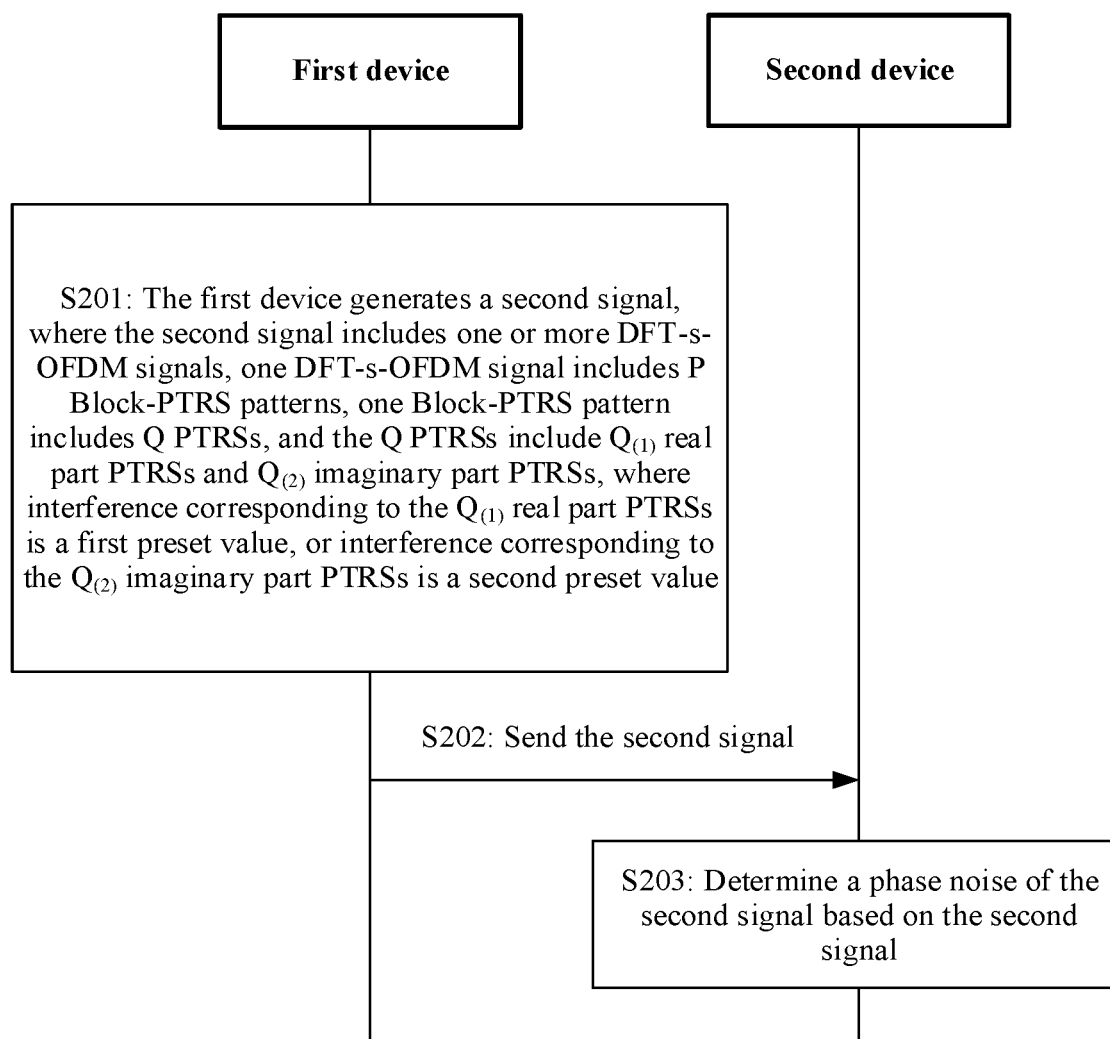 First device
Second device
S201: The first device generates a second signal,
where the second signal includes one or more DFT-s-
OFDM signals, one DFT-s-OFDM signal includes P
Block-PTRS patterns, one Block-PTRS pattern
includes Q PTRSs, and the Q PTRSs include Q(1) real
part PTRSs and Q(2) imaginary part PTRSs, where
interference corresponding to the Q(1) real part PTRSs
is a first preset value, or interference corresponding to
the Q(2) imaginary part PTRSs is a second preset value
S202: Send the second signal
S203: Determine a phase noise of the
second signal based on the second
signal